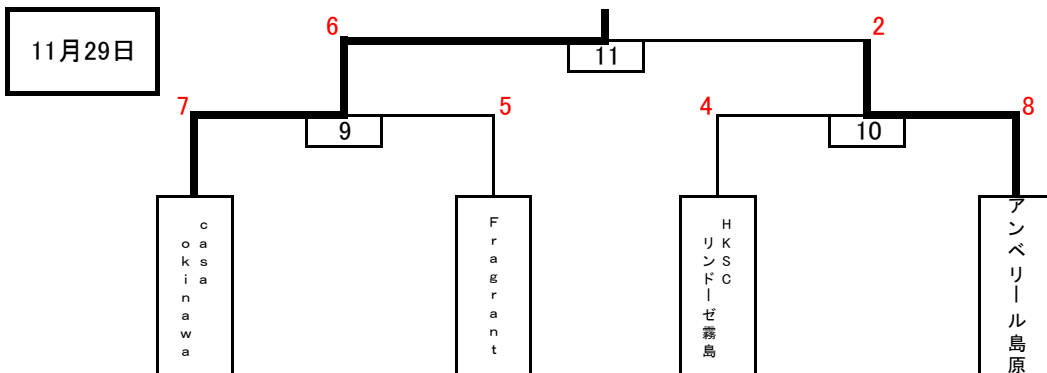 11月29日
6
2
11
7
5
4
8
9
10
casa
okinawa
Fragrant
HKSC
リンドーゼ霧島
アンベリール島原